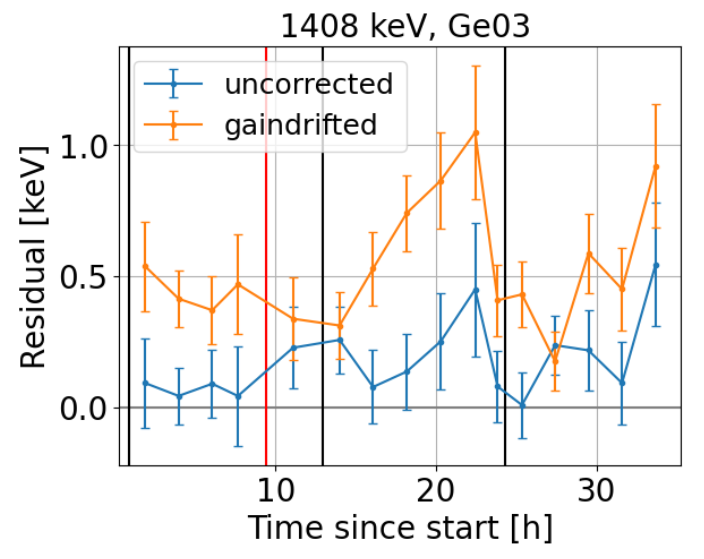 1408 keV, Ge03
uncorrected
gaindrifted
Residual [keV]
1.0
0.5
0.0
10 20 30
Time since start [h]